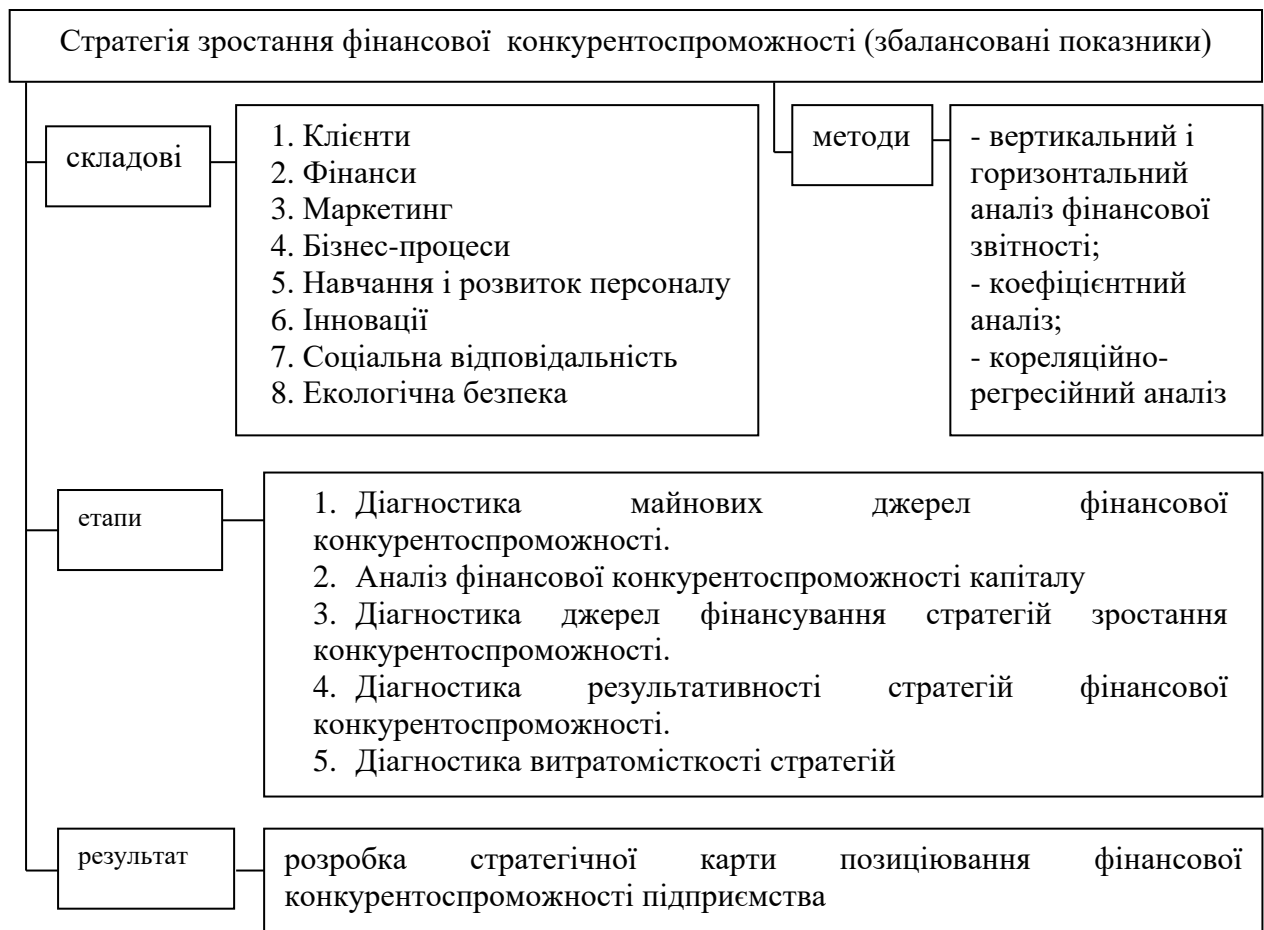 Стратегія зростання фінансової конкурентоспроможності (збалансовані показники)
складові
1. Клієнти
2. Фінанси
3. Маркетинг
4. Бізнес-процеси
5. Навчання і розвиток персоналу
6. Інновації
7. Соціальна відповідальність
8. Екологічна безпека
методи
- вертикальний і
горизонтальний
аналіз фінансової
звітності;
- коефіцієнтний
аналіз;
- кореляційно-
регресійний аналіз
етапи
1. Діагностика майнових джерел фінансової
конкурентоспроможності.
2. Аналіз фінансової конкурентоспроможності капіталу
3. Діагностика джерел фінансування стратегій зростання
конкурентоспроможності.
4. Діагностика результативності стратегій фінансової
конкурентоспроможності.
5. Діагностика витратомісткості стратегій
результат
розробка стратегічної карти позиціювання фінансової
конкурентоспроможності підприємства